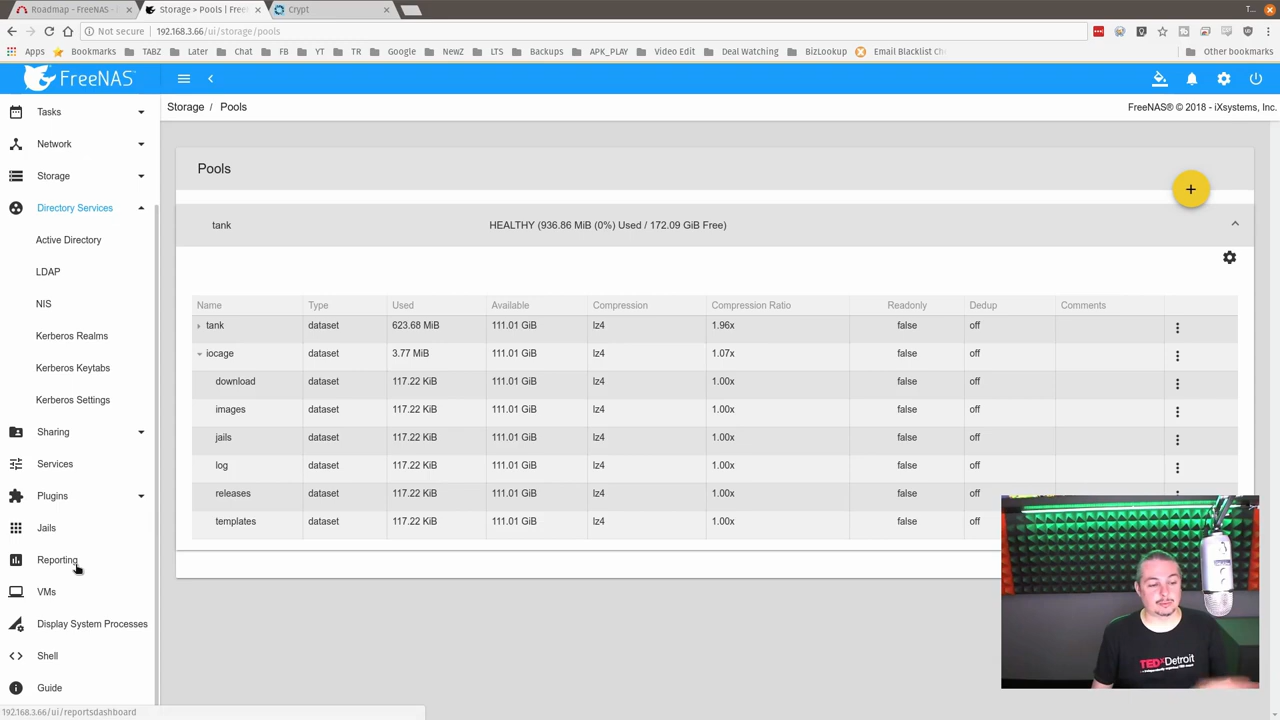 Roadmap - FreeNAS -
Storage > Pools | Free
Crypt
T...
Not secure | 192.168.3.66/ui/storage/pools
Apps Bookmarks TABZ Later Chat FB YT TR Google NewZ LTS Backups APK_PLAY Video Edit Deal Watching BizLookup Email Blacklist Other bookmarks
FreeNAS
Storage / Pools
FreeNAS® © 2018 - iXsystems, Inc.
Tasks
Network
Storage
Directory Services
Active Directory
LDAP
NIS
Kerberos Realms
Kerberos Keytabs
Kerberos Settings
Sharing
Services
Plugins
Jails
Reporting
VMs
Display System Processes
Shell
Guide
Pools
+
tank HEALTHY (936.86 MiB (0%) Used / 172.09 GiB Free)
Name Type Used Available Compression Compression Ratio Readonly Dedup Comments
tank dataset 623.68 MiB 111.01 GiB lz4 1.96x false off
iocage dataset 3.77 MiB 111.01 GiB lz4 1.07x false off
download dataset 117.22 KiB 111.01 GiB lz4 1.00x false off
images dataset 117.22 KiB 111.01 GiB lz4 1.00x false off
jails dataset 117.22 KiB 111.01 GiB lz4 1.00x false off
log dataset 117.22 KiB 111.01 GiB lz4 1.00x false off
releases dataset 117.22 KiB 111.01 GiB lz4 1.00x false off
templates dataset 117.22 KiB 111.01 GiB lz4 1.00x false off
TEDxDetroit
192.168.3.66/ui/reportsdashboard